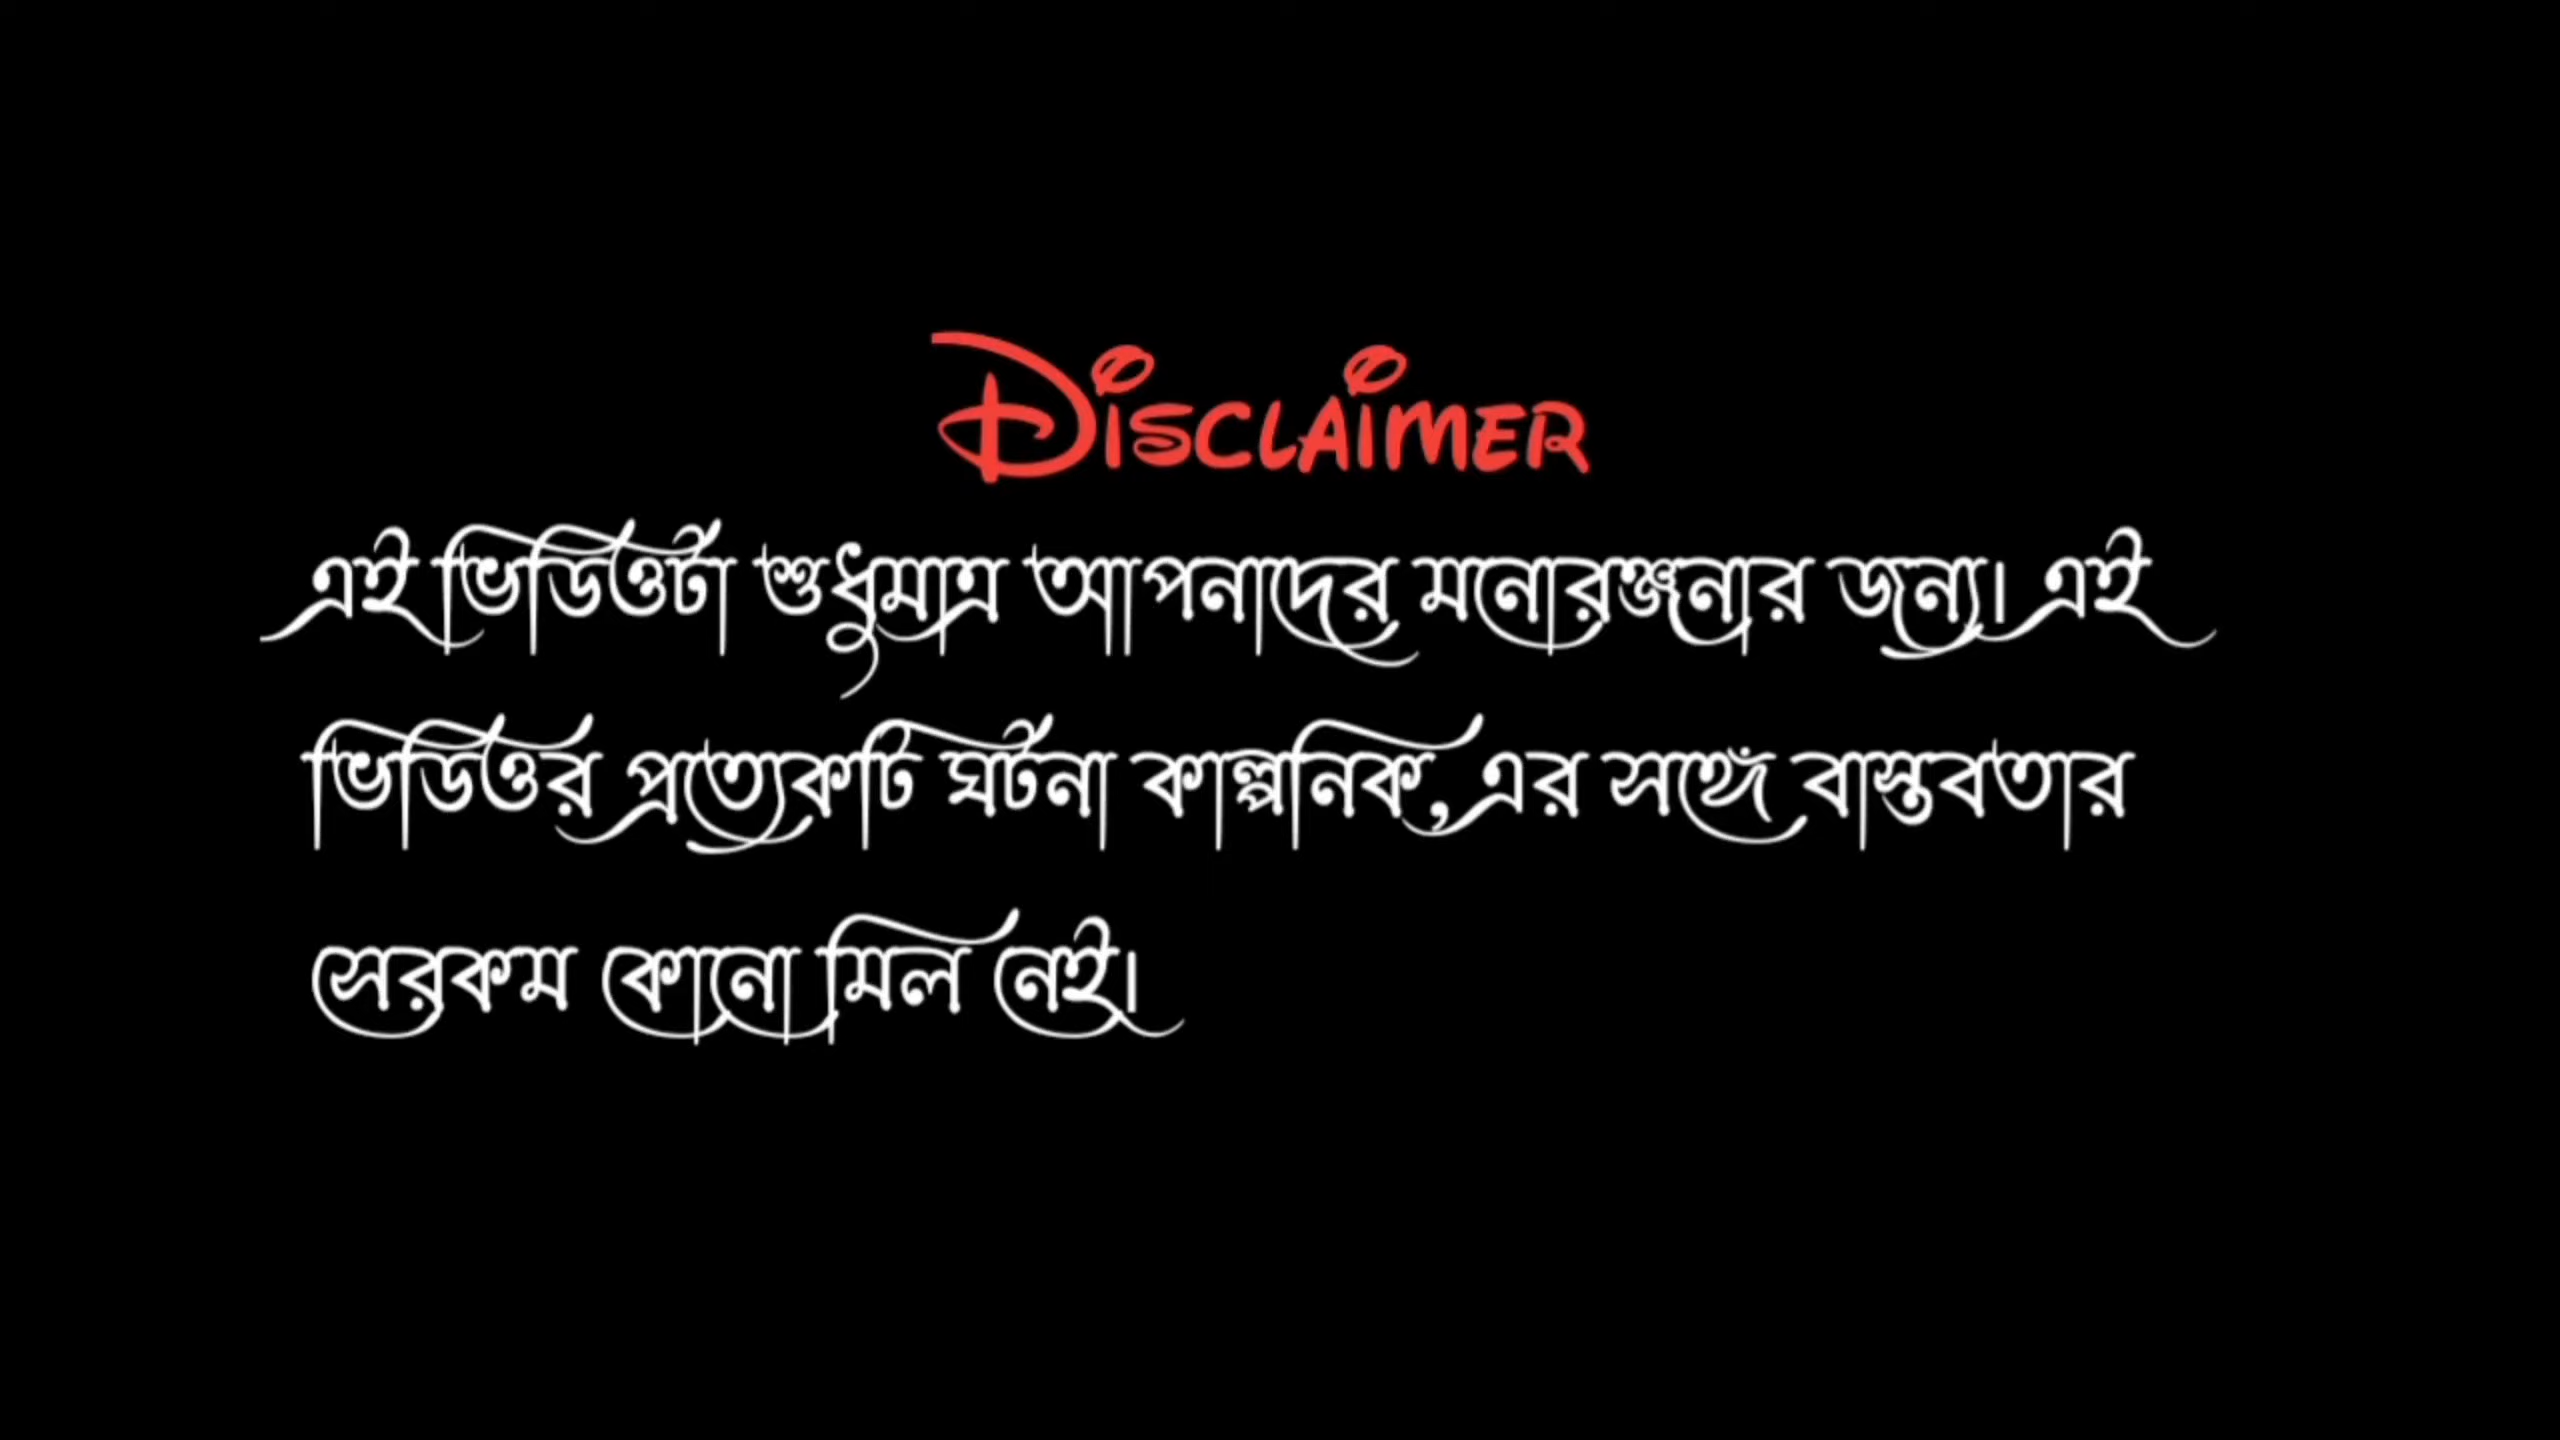 Disclaimer
এই ভিডিওটা শুধুমাত্র আপনাদের মনোরঞ্জনোর জন্য। এই
ভিডিওর প্রত্যেকটি ঘটনা কাল্পনিক, এর সঙ্গে বাস্তবতার
সেরকম কোনো মিল নেই।